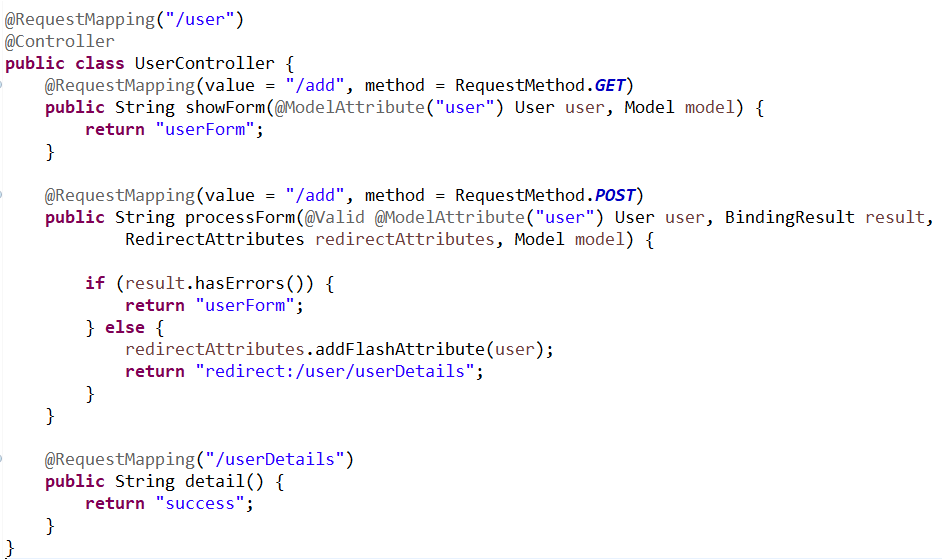 @RequestMapping("/user")
@Controller
public class UserController {
    @RequestMapping(value = "/add", method = RequestMethod.GET)
    public String showForm(@ModelAttribute("user") User user, Model model) {
        return "userForm";
    }

    @RequestMapping(value = "/add", method = RequestMethod.POST)
    public String processForm(@Valid @ModelAttribute("user") User user, BindingResult result,
            RedirectAttributes redirectAttributes, Model model) {

        if (result.hasErrors()) {
            return "userForm";
        } else {
            redirectAttributes.addFlashAttribute(user);
            return "redirect:/user/userDetails";
        }
    }

    @RequestMapping("/userDetails")
    public String detail() {
        return "success";
    }
}